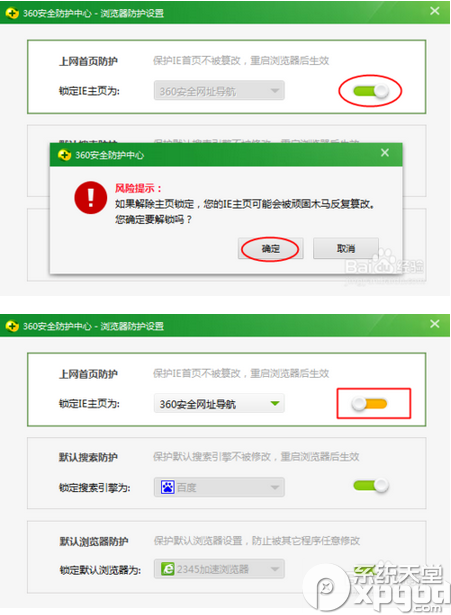 360安全防护中心 - 浏览器防护设置
上网首页防护 保护IE首页不被篡改，重启浏览器后生效
锁定IE主页为: 360安全网址导航
360安全防护中心
风险提示：
如果解除主页锁定，您的IE主页可能会被顽固木马反复篡改。
您确定要解锁吗？
确定 取消
Baidu经验
360安全防护中心 - 浏览器防护设置
上网首页防护 保护IE首页不被篡改，重启浏览器后生效
锁定IE主页为: 360安全网址导航
默认搜索防护 保护默认搜索引擎不被修改，重启浏览器后生效
锁定搜索引擎为: 百度
默认浏览器防护 保护默认浏览器设置，防止被其它程序任意修改
锁定默认浏览器为: 2345加速浏览器
系统天堂
xpgod